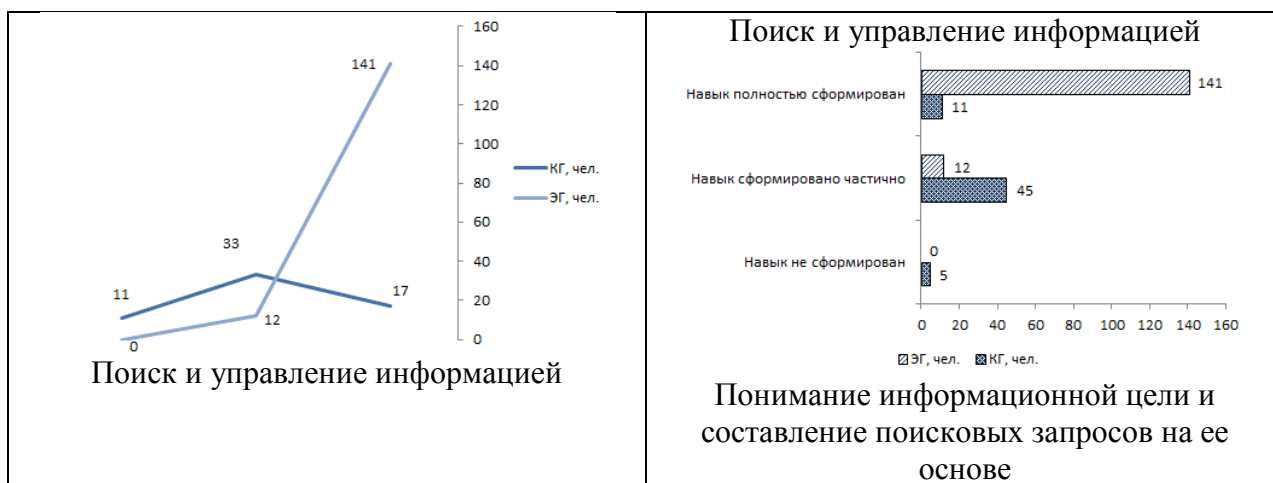 160
140
120
100
80
60
40
20
0
141
33
11
17
12
0
КГ, чел.
ЭГ, чел.
Поиск и управление информацией
Поиск и управление информацией
Навык полностью сформирован
141
11
Навык сформировано частично
12
45
Навык не сформирован
0
5
0 20 40 60 80 100 120 140 160
ЭГ, чел. КГ, чел.
Понимание информационной цели и
составление поисковых запросов на ее
основе